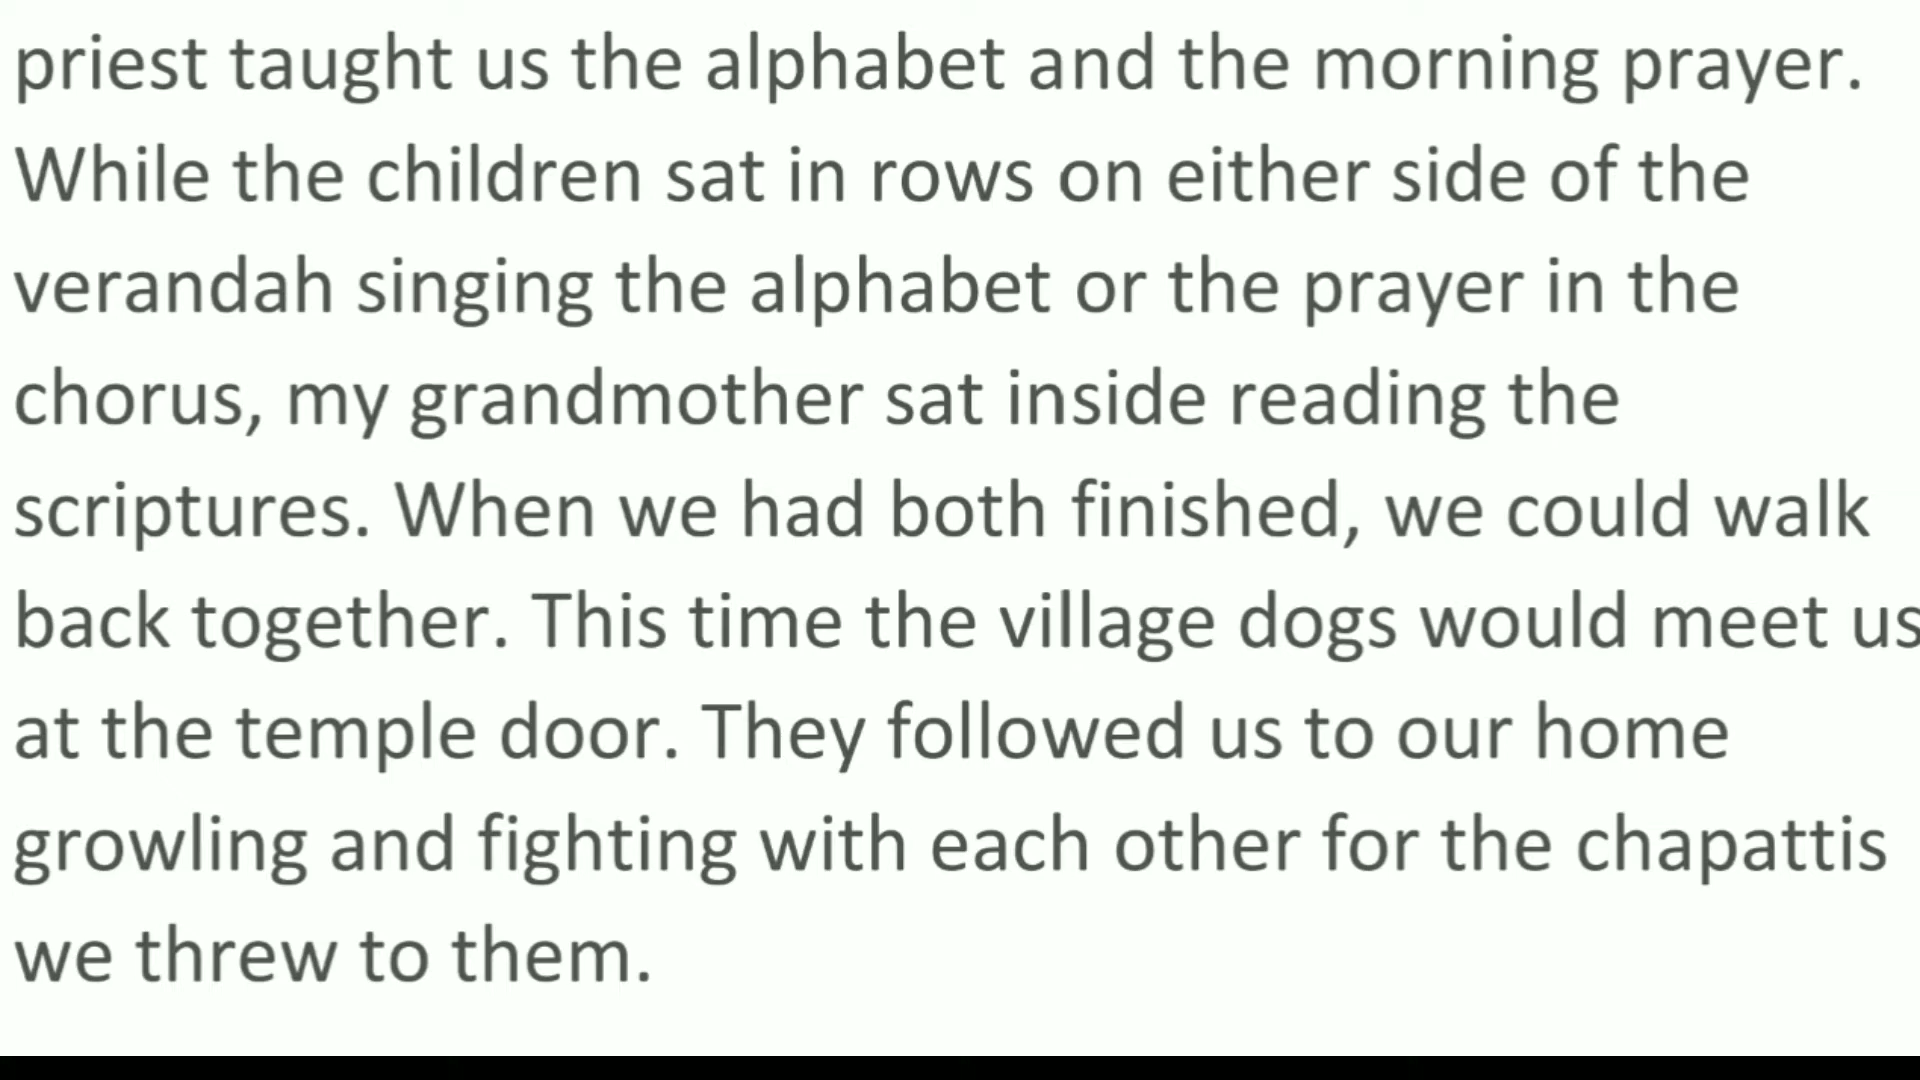 priest taught us the alphabet and the morning prayer.
While the children sat in rows on either side of the
verandah singing the alphabet or the prayer in the
chorus, my grandmother sat inside reading the
scriptures. When we had both finished, we could walk
back together. This time the village dogs would meet us
at the temple door. They followed us to our home
growling and fighting with each other for the chapattis
we threw to them.